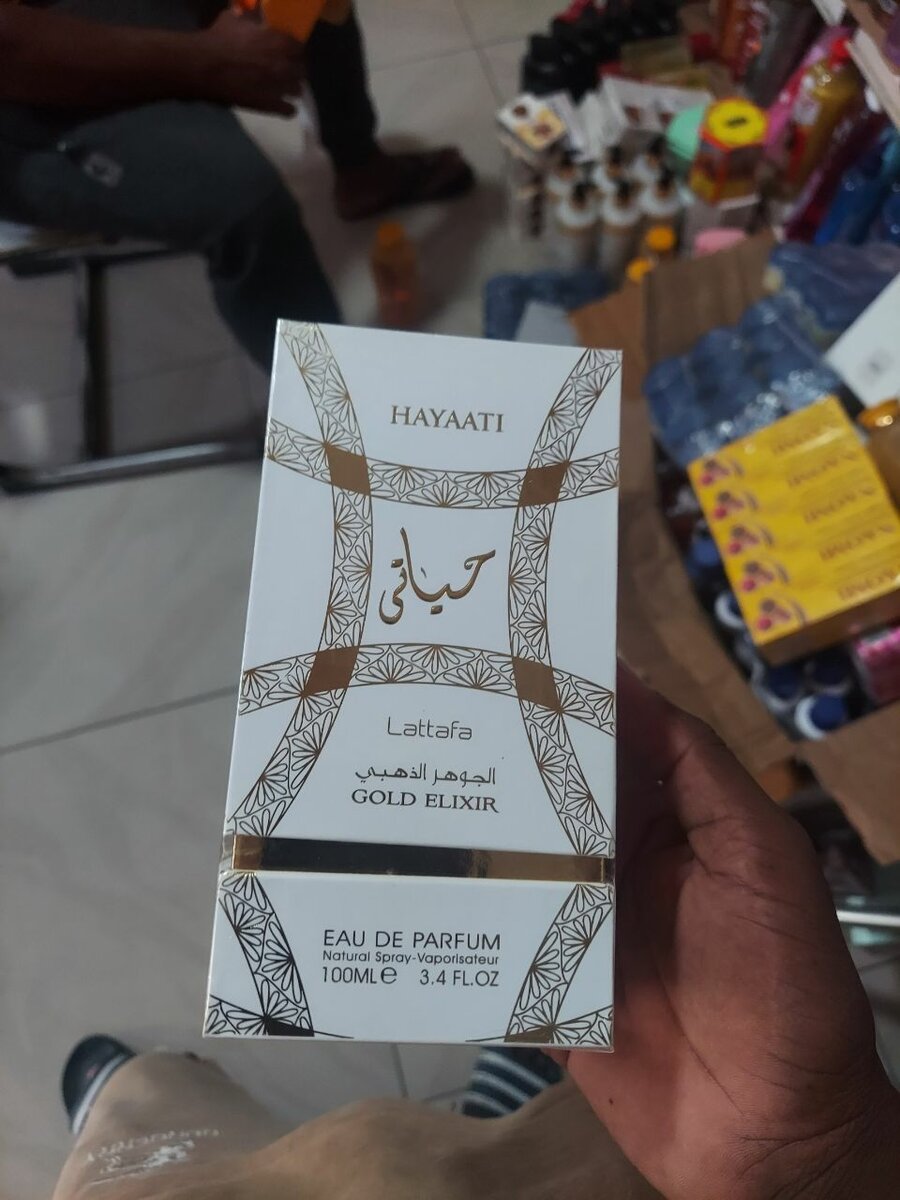 HAYAATI
حياتي
Lattafa
الجوهر الذهبي
GOLD ELIXIR
EAU DE PARFUM
Natural Spray-Vaporisateur
100ML℮ 3.4 FL.OZ